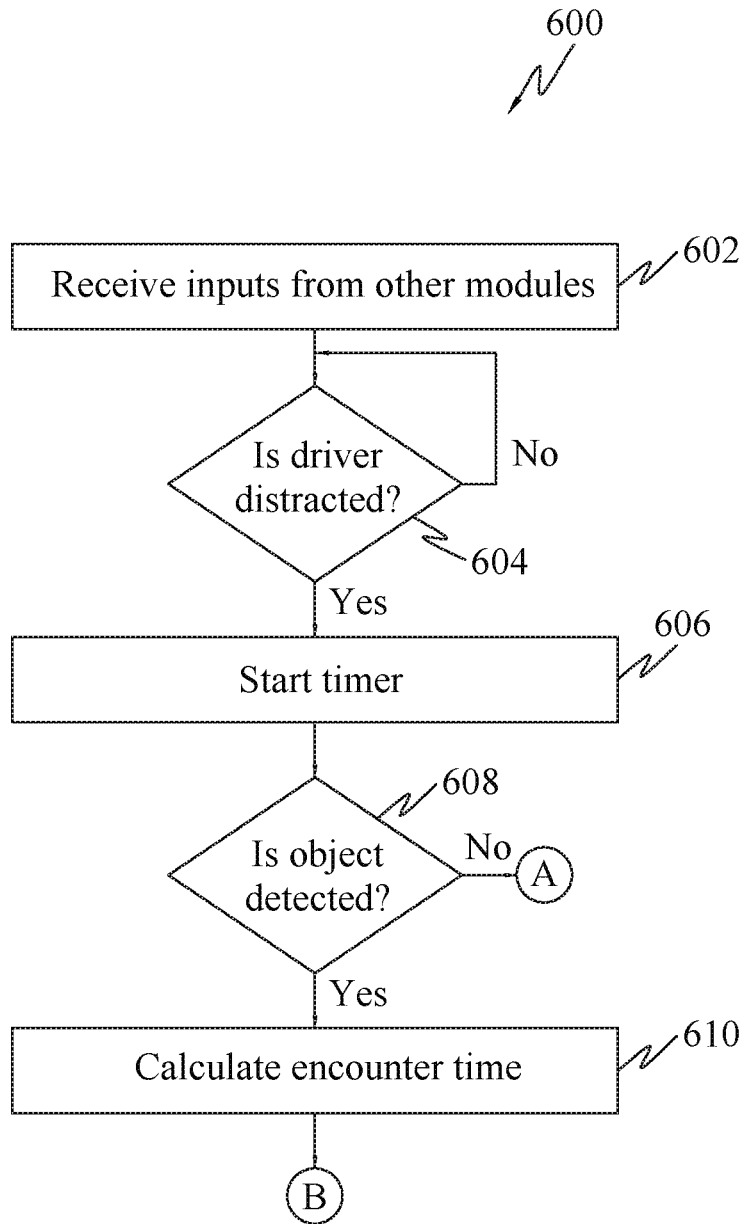 600
Receive inputs from other modules
602
Is driver
distracted?
No
604
Yes
606
Start timer
608
Is object
detected?
No
A
Yes
Calculate encounter time
610
B